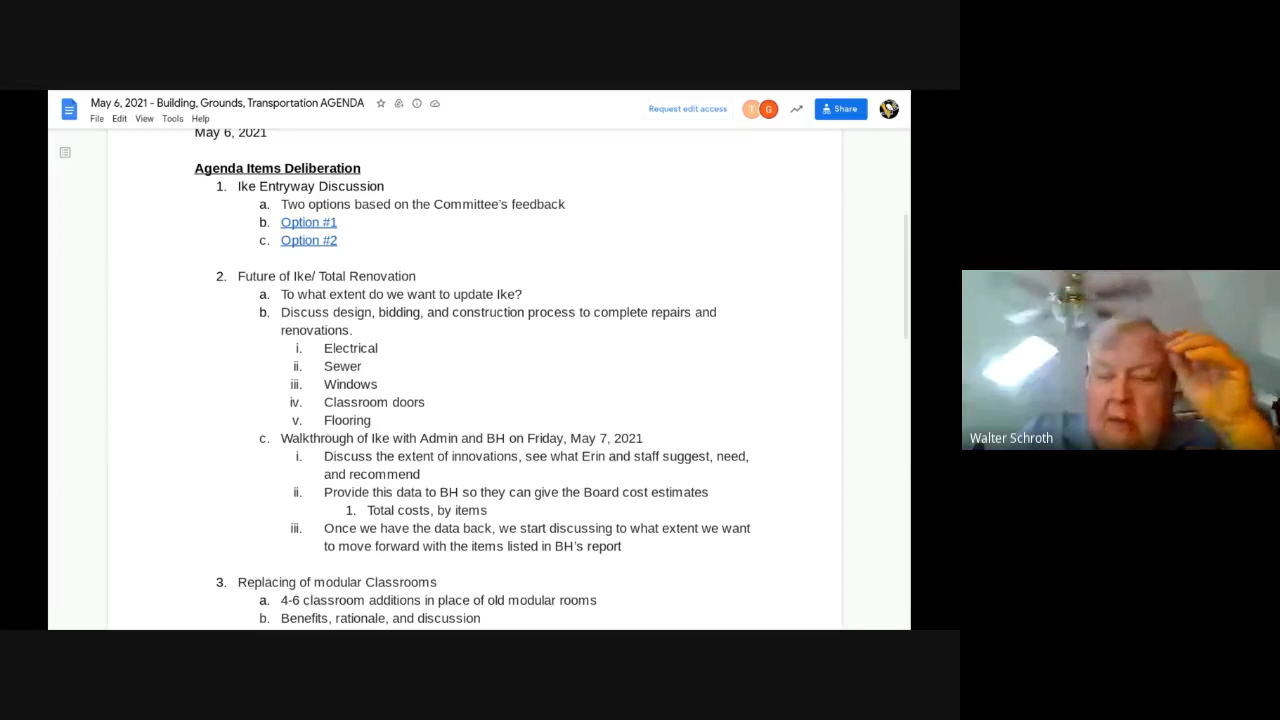 May 6, 2021 - Building, Grounds, Transportation AGENDA
File Edit View Tools Help
Request edit access
T
G
Share
May 6, 2021
Agenda Items Deliberation
1. Ike Entryway Discussion
a. Two options based on the Committee's feedback
b. Option #1
c. Option #2
2. Future of Ike/ Total Renovation
a. To what extent do we want to update Ike?
b. Discuss design, bidding, and construction process to complete repairs and
renovations.
i. Electrical
ii. Sewer
iii. Windows
iv. Classroom doors
v. Flooring
c. Walkthrough of Ike with Admin and BH on Friday, May 7, 2021
i. Discuss the extent of innovations, see what Erin and staff suggest, need,
and recommend
ii. Provide this data to BH so they can give the Board cost estimates
1. Total costs, by items
iii. Once we have the data back, we start discussing to what extent we want
to move forward with the items listed in BH's report
3. Replacing of modular Classrooms
a. 4-6 classroom additions in place of old modular rooms
b. Benefits, rationale, and discussion
Walter Schroth